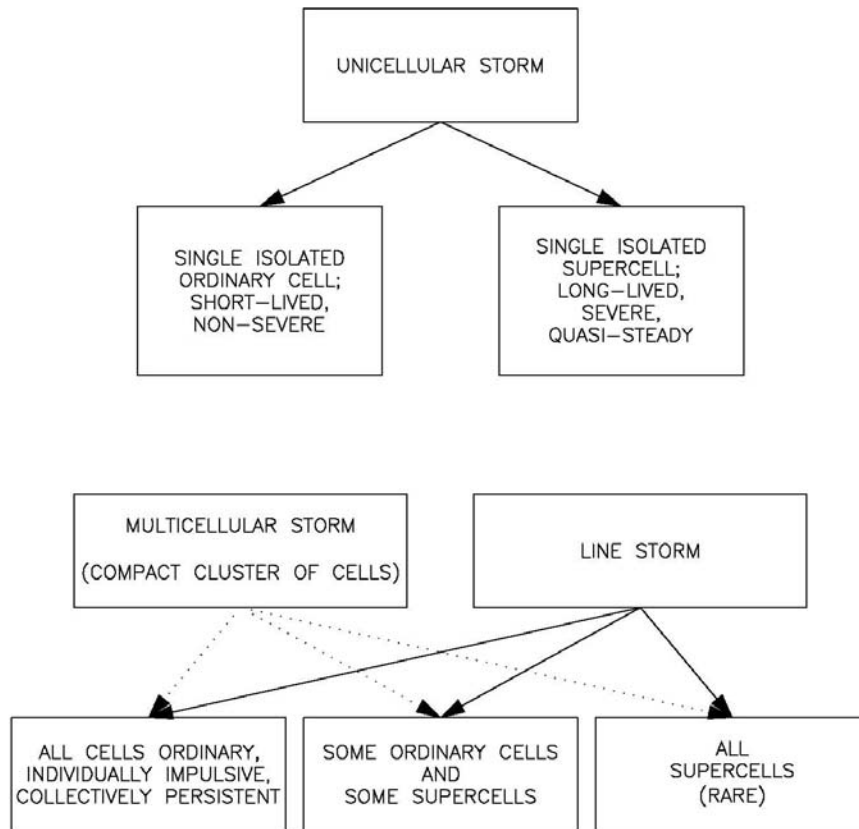 UNICELLULAR STORM
SINGLE ISOLATED
ORDINARY CELL;
SHORT–LIVED,
NON–SEVERE
SINGLE ISOLATED
SUPERCELL;
LONG–LIVED,
SEVERE,
QUASI–STEADY
MULTICELLULAR STORM
(COMPACT CLUSTER OF CELLS)
LINE STORM
ALL CELLS ORDINARY,
INDIVIDUALLY IMPULSIVE,
COLLECTIVELY PERSISTENT
SOME ORDINARY CELLS
AND
SOME SUPERCELLS
ALL
SUPERCELLS
(RARE)